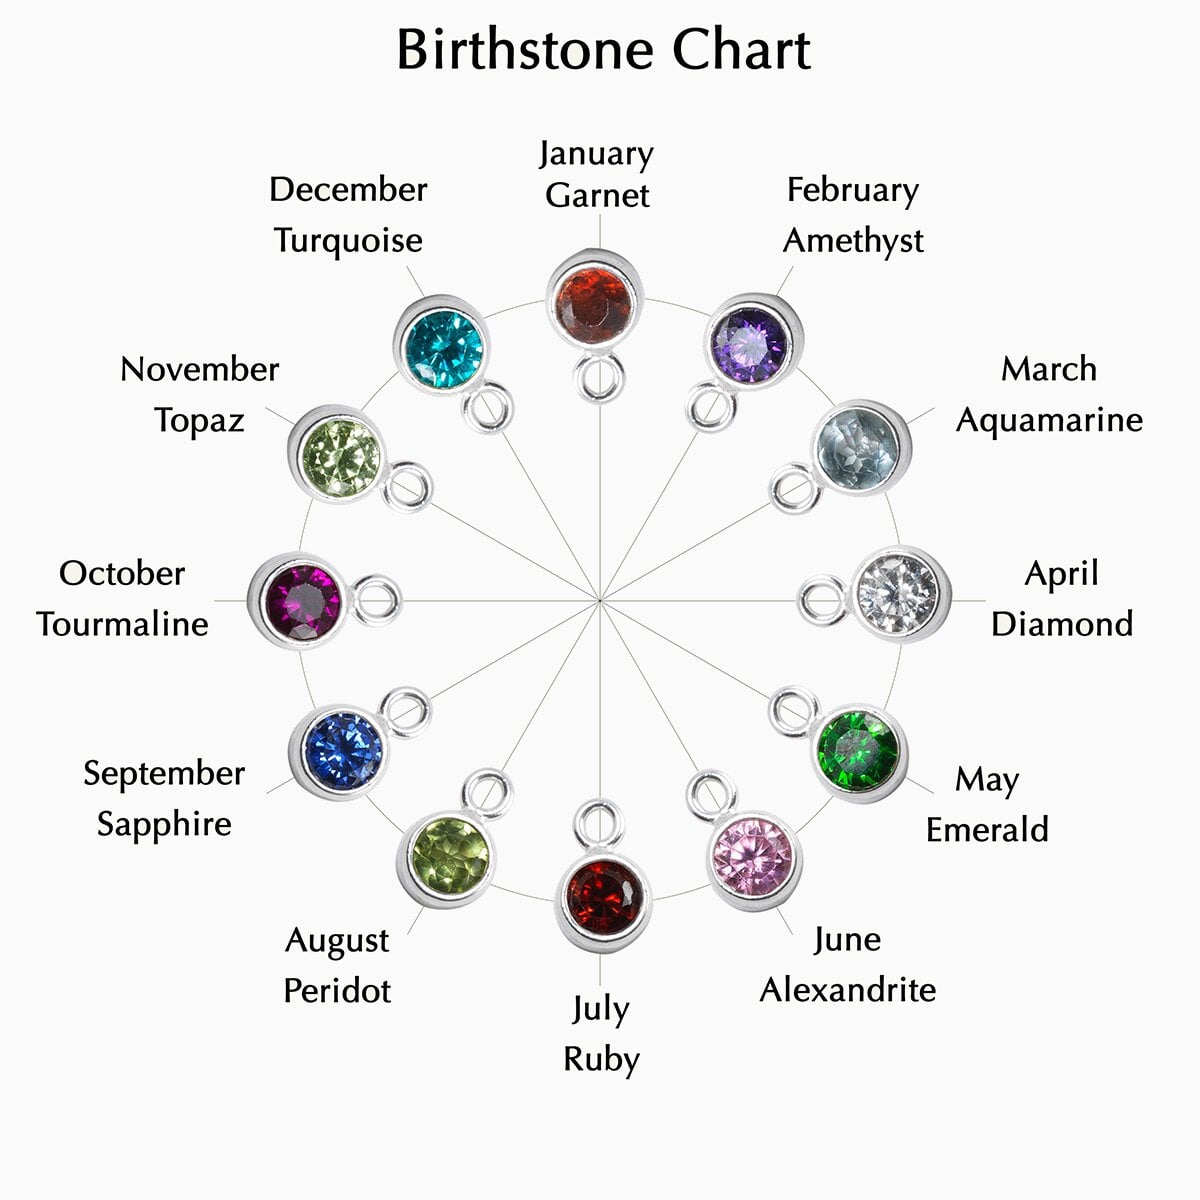 Birthstone Chart
January
Garnet
February
Amethyst
March
Aquamarine
April
Diamond
May
Emerald
June
Alexandrite
July
Ruby
August
Peridot
September
Sapphire
October
Tourmaline
November
Topaz
December
Turquoise